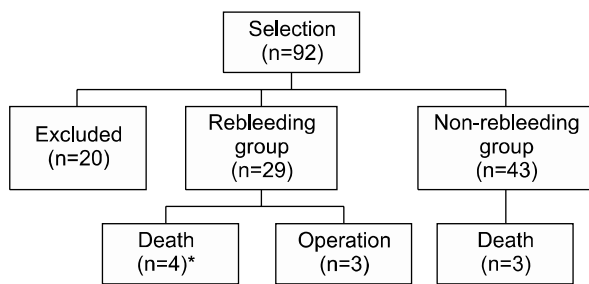 Selection
(n=92)
Excluded
(n=20)
Rebleeding
group
(n=29)
Non-rebleeding
group
(n=43)
Death
(n=4)*
Operation
(n=3)
Death
(n=3)